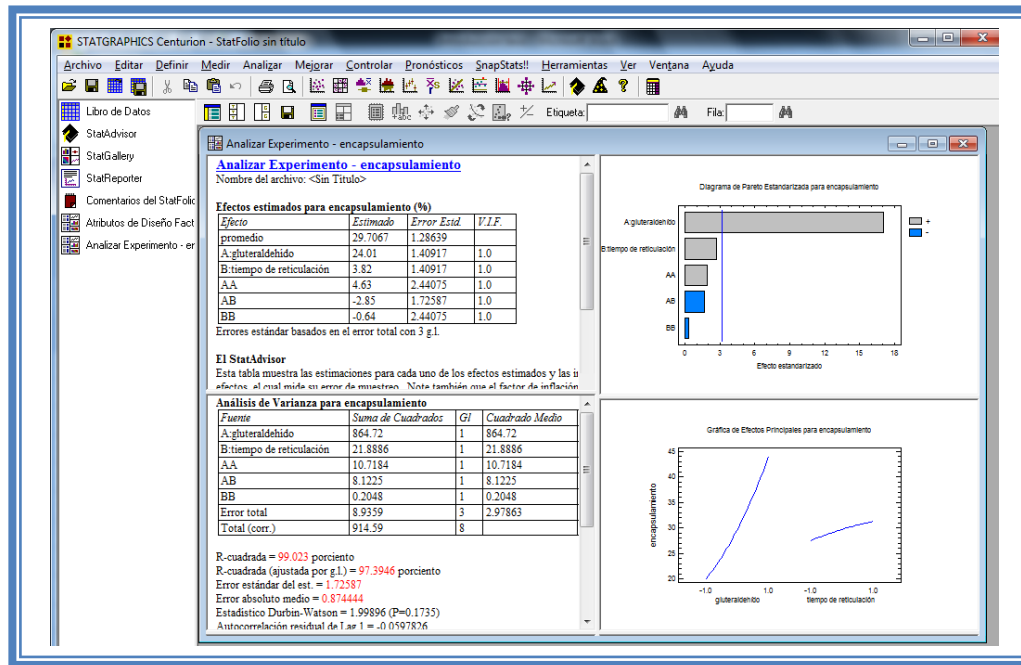 STATGRAPHICS Centurion - StatFolio sin título
Archivo Editar Definir Medir Analizar Mejorar Controlar Pronósticos SnapStats!! Herramientas Ver Ventana Ayuda
Etiqueta: Fila:
Libro de Datos
StatAdvisor
StatGallery
StatReporter
Comentarios del StatFolio
Atributos de Diseño Fact
Analizar Experimento - er
Analizar Experimento - encapsulamiento
Analizar Experimento - encapsulamiento
Nombre del archivo: <Sin Título>
Efectos estimados para encapsulamiento (%)
Efecto Estimado Error Estd. V.I.F.
promedio 29.7067 1.28639
A:gluteraldehído 24.01 1.40917 1.0
B:tiempo de reticulación 3.82 1.40917 1.0
AA 4.63 2.44075 1.0
AB -2.85 1.72587 1.0
BB -0.64 2.44075 1.0
Errores estándar basados en el error total con 3 g.l.
El StatAdvisor
Esta tabla muestra las estimaciones para cada uno de los efectos estimados y las in
efectos, el cual mide su error de muestreo. Note también que el factor de inflación
Diagrama de Pareto Estandarizada para encapsulamiento
A:gluteraldehído
B:tiempo de reticulación
AA
AB
BB
+
-
0 3 6 9 12 15 18
Efecto estandarizado
Análisis de Varianza para encapsulamiento
Fuente Suma de Cuadrados Gl Cuadrado Medio
A:gluteraldehído 864.72 1 864.72
B:tiempo de reticulación 21.8886 1 21.8886
AA 10.7184 1 10.7184
AB 8.1225 1 8.1225
BB 0.2048 1 0.2048
Error total 8.9359 3 2.97863
Total (corr.) 914.59 8
R-cuadrada = 99.023 porciento
R-cuadrada (ajustada por g.l.) = 97.3946 porciento
Error estándar del est. = 1.72587
Error absoluto medio = 0.874444
Estadístico Durbin-Watson = 1.99896 (P=0.1735)
Autocorrelación residual de Lag 1 = -0.0597826
Gráfica de Efectos Principales para encapsulamiento
encapsulamiento
45
40
35
30
25
20
-1.0 1.0 -1.0 1.0
gluteraldehído tiempo de reticulación